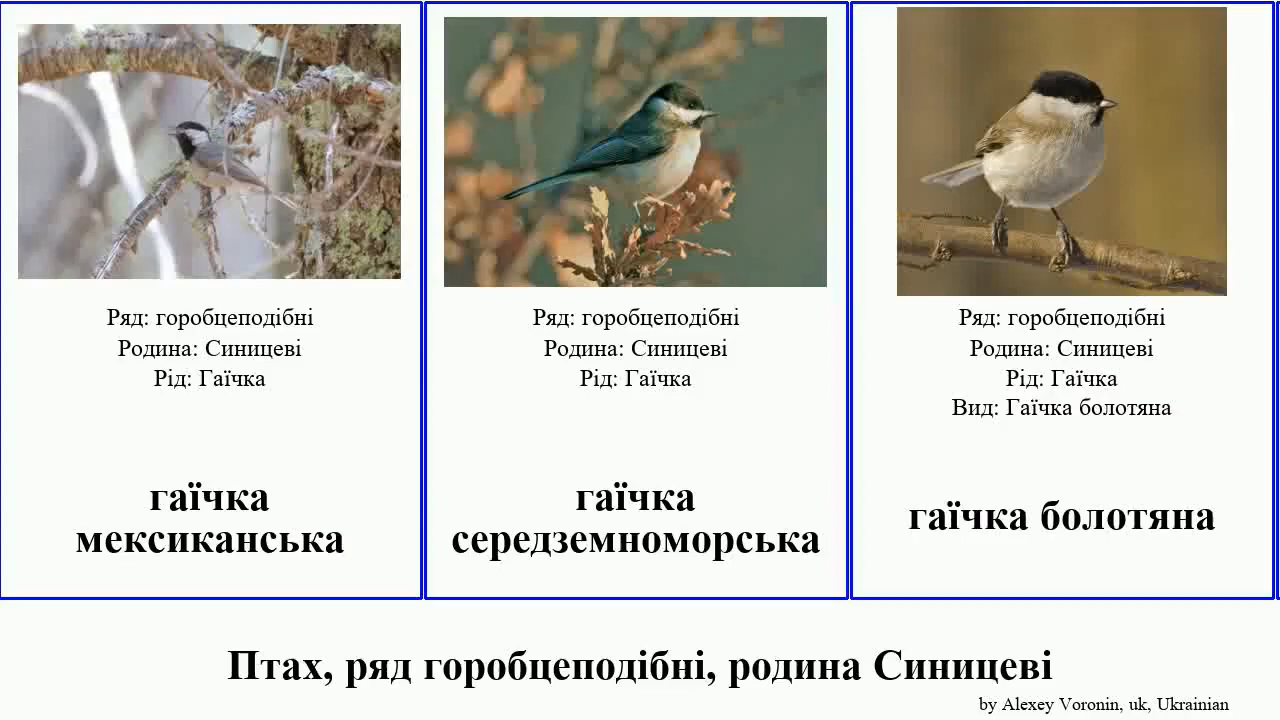 Ряд: горобцеподібні
Родина: Синицеві
Рід: Гаїчка
гаїчка
мексиканська
Ряд: горобцеподібні
Родина: Синицеві
Рід: Гаїчка
гаїчка
середземноморська
Ряд: горобцеподібні
Родина: Синицеві
Рід: Гаїчка
Вид: Гаїчка болотяна
гаїчка болотяна
Птах, ряд горобцеподібні, родина Синицеві
by Alexey Voronin, uk, Ukrainian